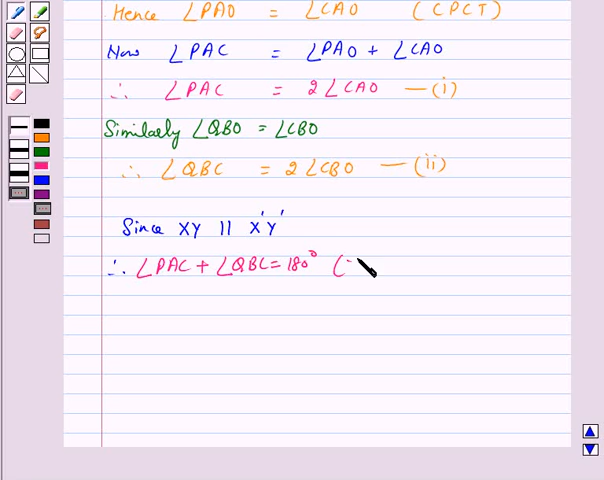 Hence ∠PAO = ∠CAO (CPCT)
Now ∠PAC = ∠PAO + ∠CAO
∴ ∠PAC = 2∠CAO —(i)
Similarly ∠QBO = ∠CBO
∴ ∠QBC = 2∠CBO —(ii)
Since XY || X'Y'
∴ ∠PAC + ∠QBC = 180° (